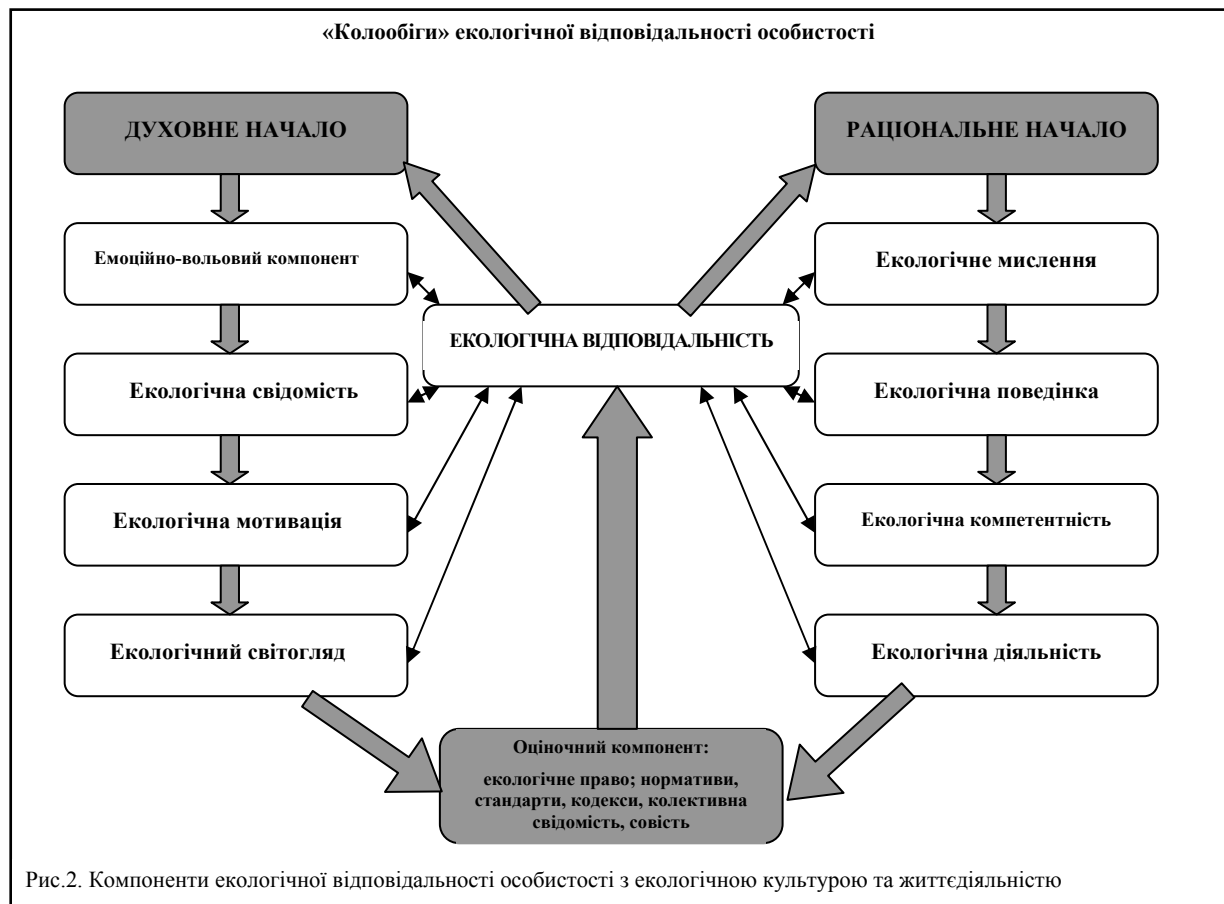 «Колообіги» екологічної відповідальності особистості
ДУХОВНЕ НАЧАЛО
РАЦІОНАЛЬНЕ НАЧАЛО
Емоційно-вольовий компонент
Екологічне мислення
ЕКОЛОГІЧНА ВІДПОВІДАЛЬНІСТЬ
Екологічна свідомість
Екологічна поведінка
Екологічна мотивація
Екологічна компетентність
Екологічний світогляд
Екологічна діяльність
Оціночний компонент:
екологічне право; нормативи,
стандарти, кодекси, колективна
свідомість, совість
Рис.2. Компоненти екологічної відповідальності особистості з екологічною культурою та життєдіяльністю